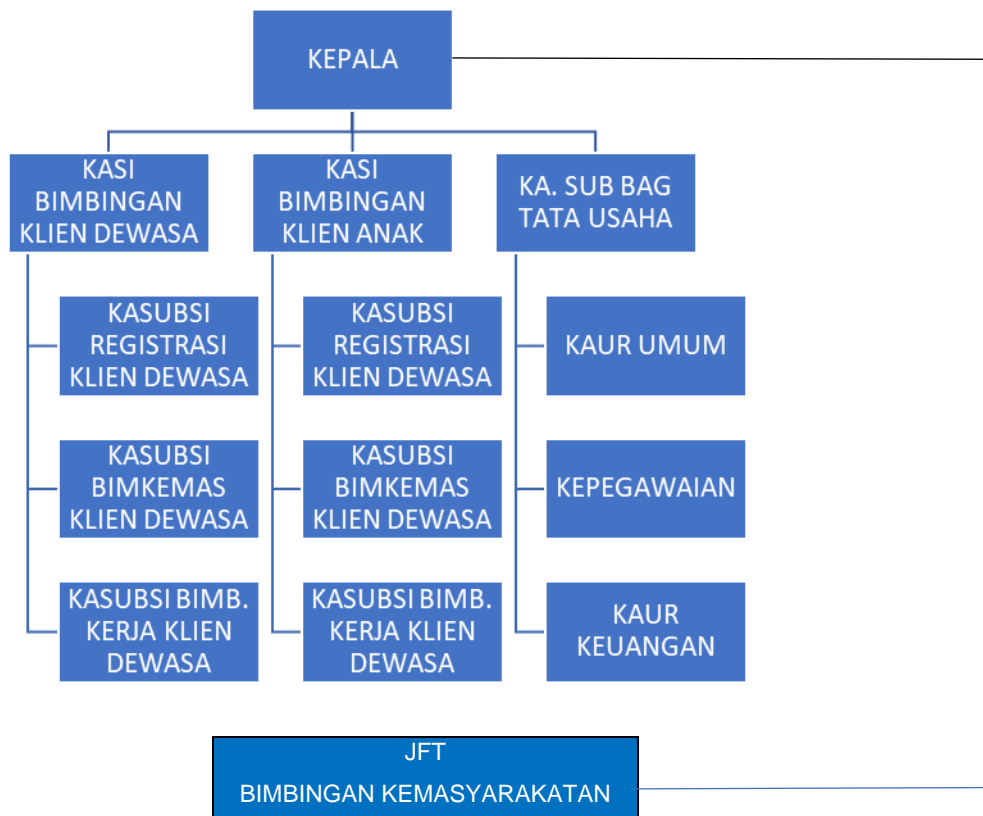 KEPALA
KASI
BIMBINGAN
KLIEN DEWASA
KASI
BIMBINGAN
KLIEN ANAK
KA. SUB BAG
TATA USAHA
KASUBSI
REGISTRASI
KLIEN DEWASA
KASUBSI
REGISTRASI
KLIEN DEWASA
KAUR UMUM
KASUBSI
BIMKEMAS
KLIEN DEWASA
KASUBSI
BIMKEMAS
KLIEN DEWASA
KEPEGAWAIAN
KASUBSI BIMB.
KERJA KLIEN
DEWASA
KASUBSI BIMB.
KERJA KLIEN
DEWASA
KAUR
KEUANGAN
JFT
BIMBINGAN KEMASYARAKATAN